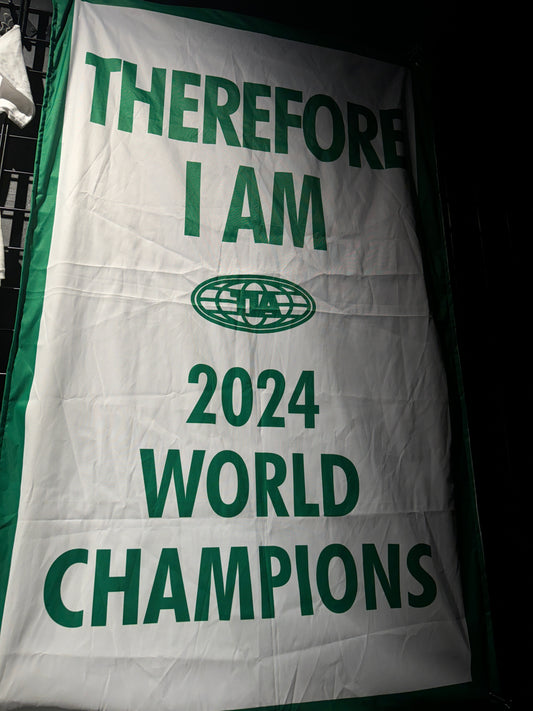 THEREFORE
I AM
TIA
2024
WORLD
CHAMPIONS